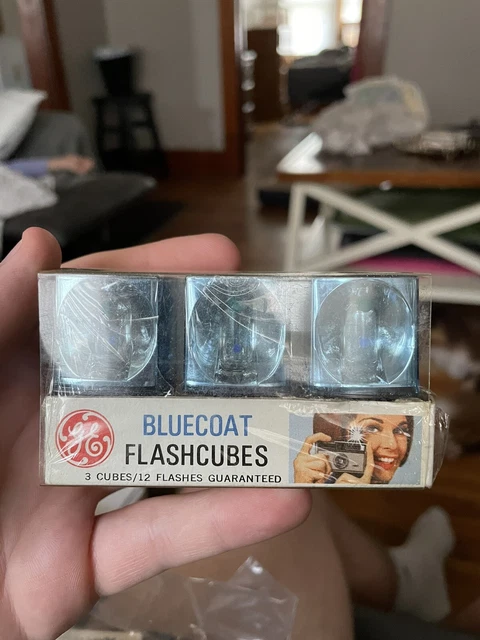 GE
BLUECOAT
FLASHCUBES
3 CUBES/12 FLASHES GUARANTEED